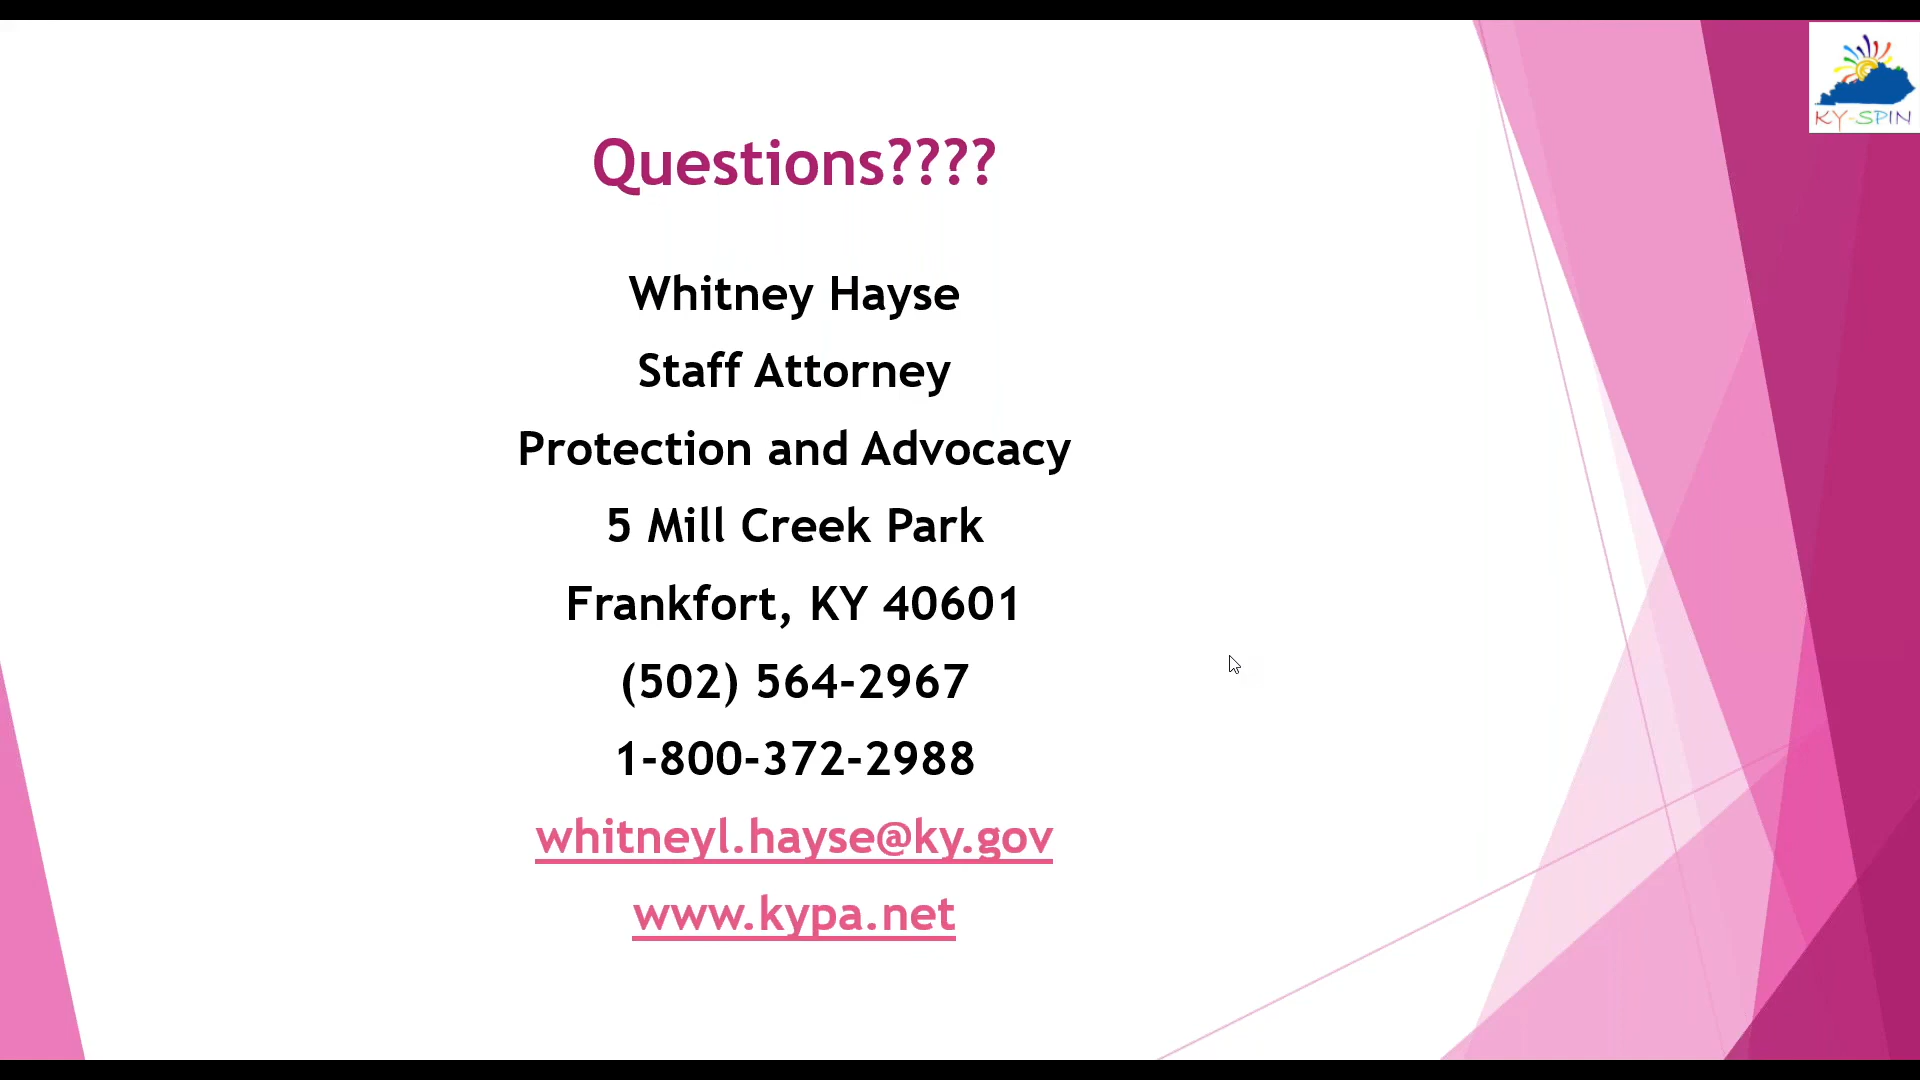 KY-SPIN
Questions????
Whitney Hayse
Staff Attorney
Protection and Advocacy
5 Mill Creek Park
Frankfort, KY 40601
(502) 564-2967
1-800-372-2988
whitneyl.hayse@ky.gov
www.kypa.net